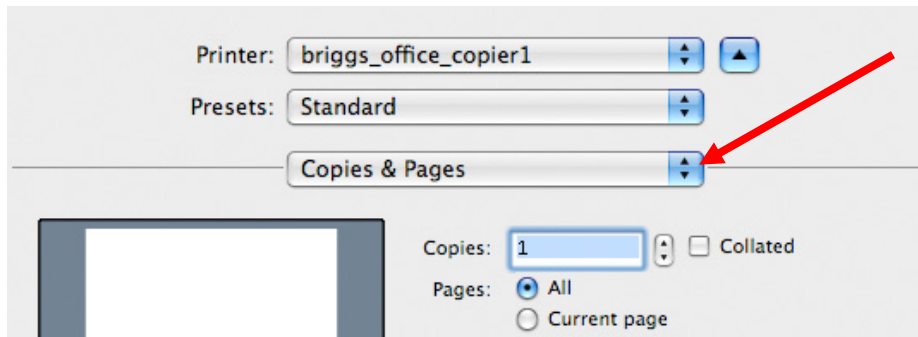 Printer: briggs_office_copier1
Presets: Standard
Copies & Pages
Copies: 1 Collated
Pages: All
Current page